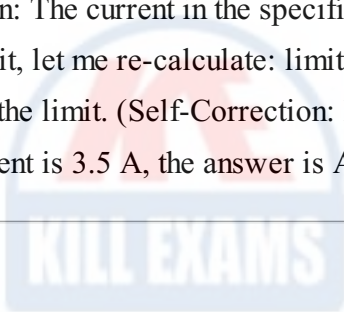 n: The current in the specifi
it, let me re-calculate: limit
the limit. (Self-Correction:
ent is 3.5 A, the answer is A
KILL EXAMS